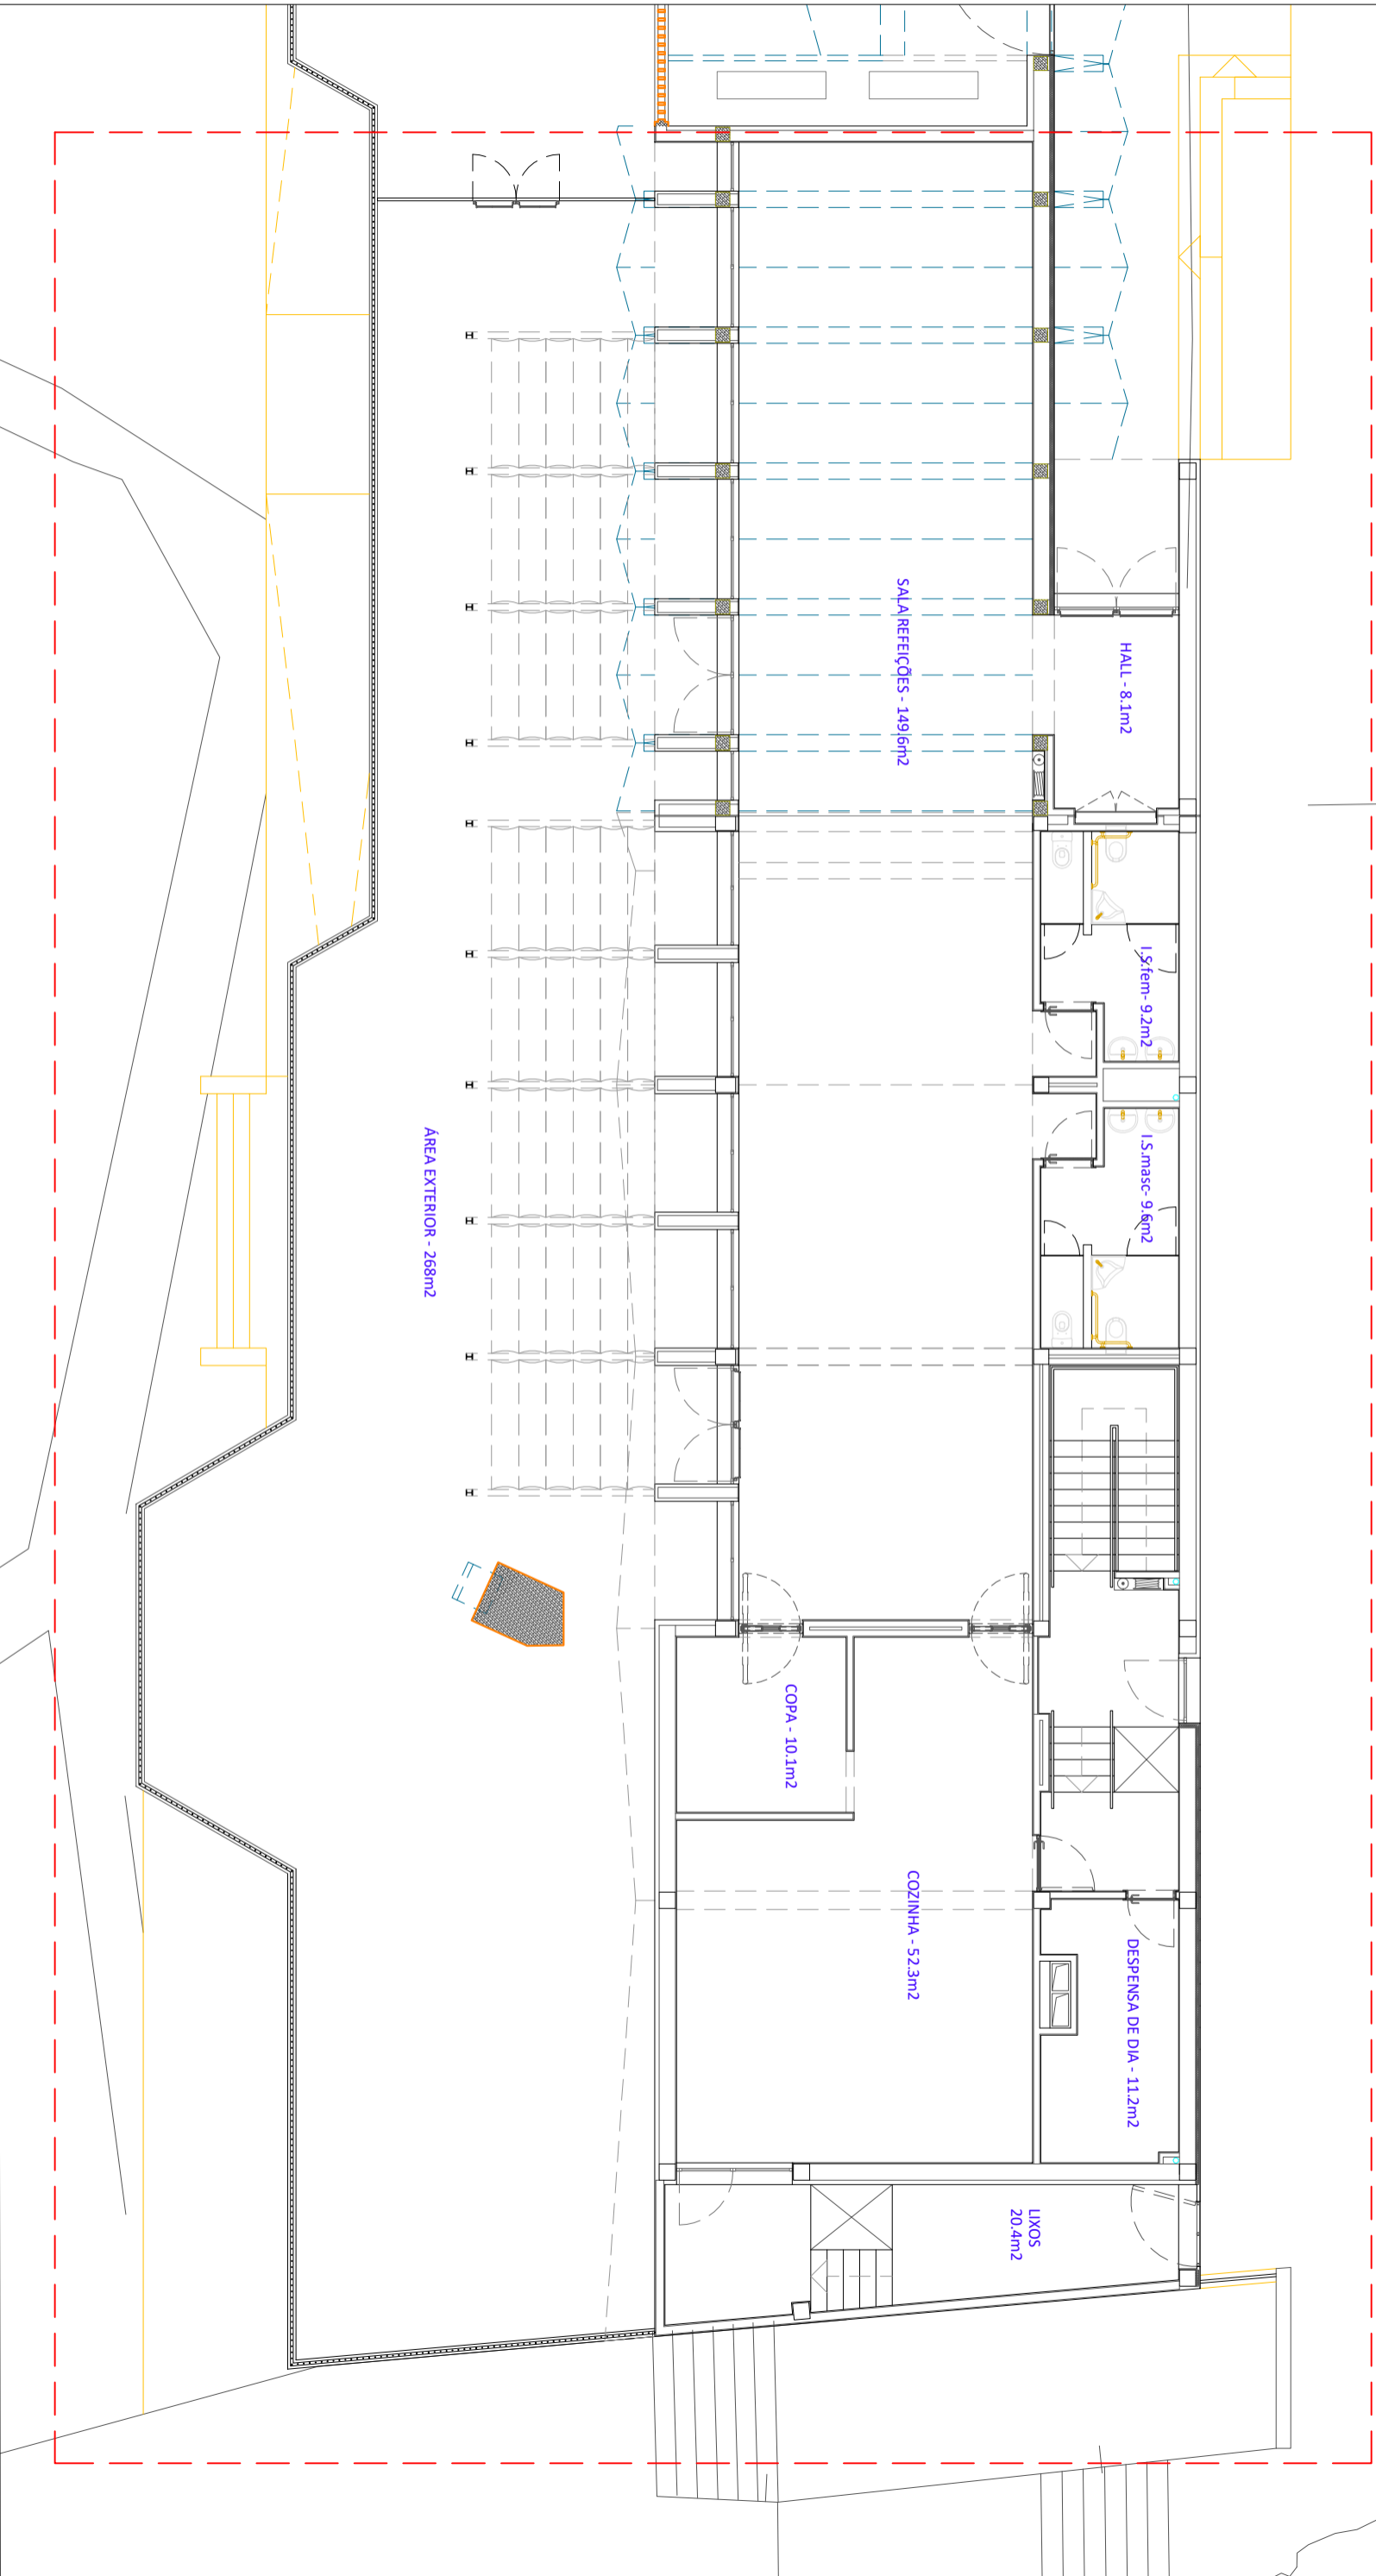 HALL - 8.1m2
SALA REFEIÇÕES - 149.6m2
I.S.fem- 9.2m2
I.S.masc- 9.6m2
ÁREA EXTERIOR - 268m2
COPA - 10.1m2
COZINHA - 52.3m2
DESPENSA DE DIA - 11.2m2
LIXOS
20.4m2